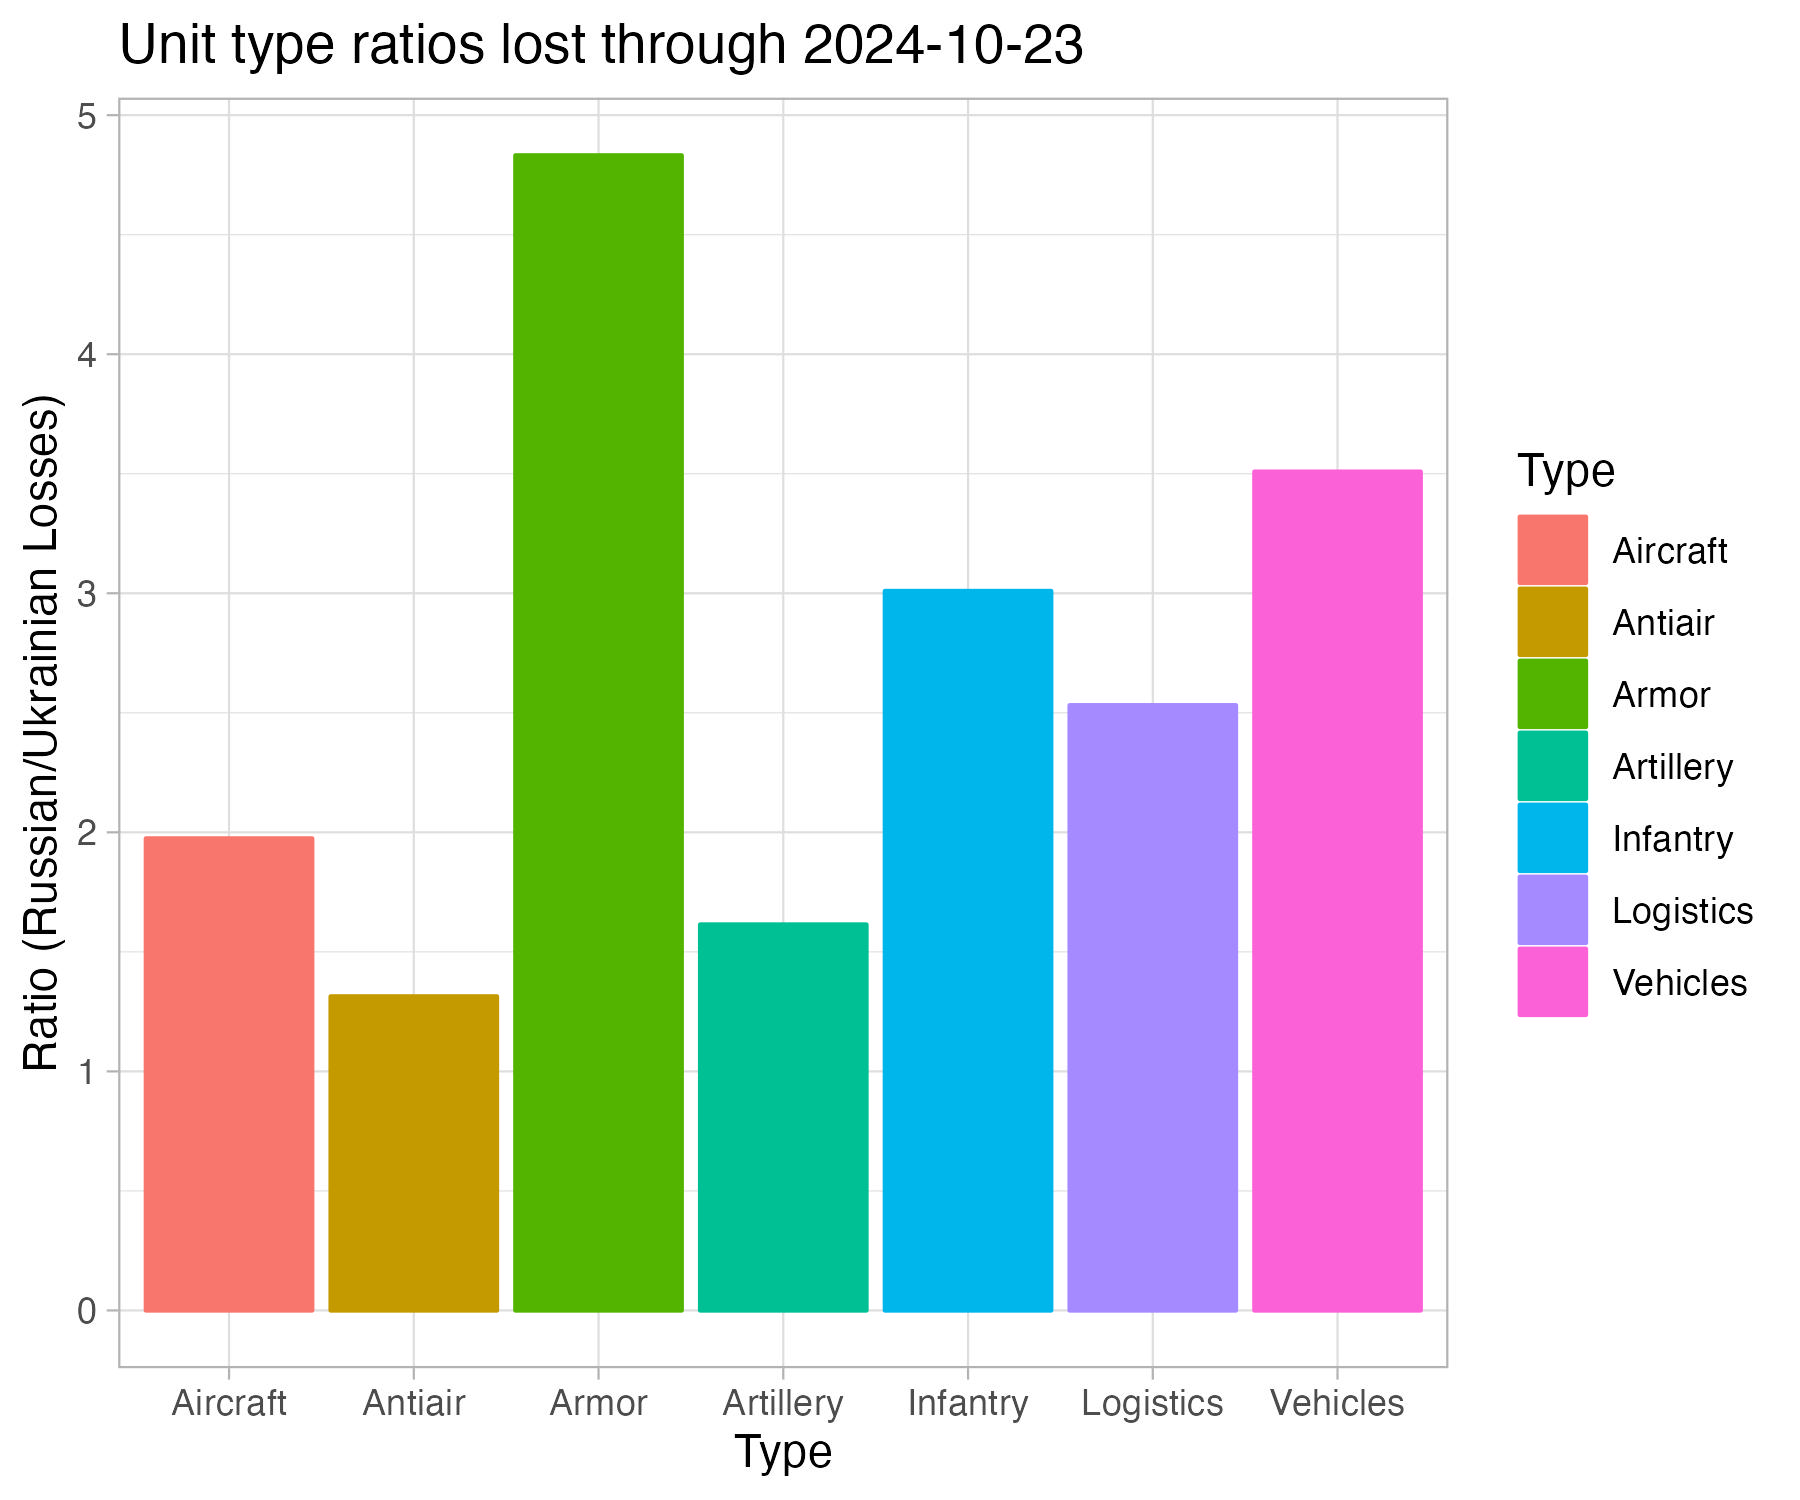 Unit type ratios lost through 2024-10-23
Ratio (Russian/Ukrainian Losses)
5
4
3
2
1
0
Aircraft Antiair Armor Artillery Infantry Logistics Vehicles
Type
Type
Aircraft
Antiair
Armor
Artillery
Infantry
Logistics
Vehicles